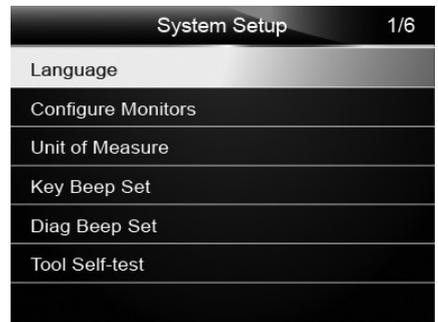 System Setup 1/6
Language
Configure Monitors
Unit of Measure
Key Beep Set
Diag Beep Set
Tool Self-test